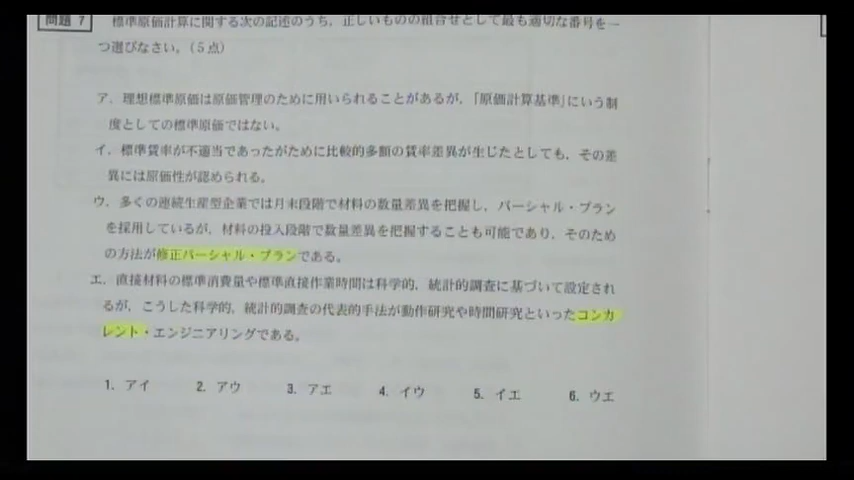 問題 7
標準原価計算に関する次の記述のうち，正しいものの組合せとして最も適切な番号を一
つ選びなさい。（5点）
ア．理想標準原価は原価管理のために用いられることがあるが，「原価計算基準」にいう制
度としての標準原価ではない。
イ．標準賃率が不適当であったがために比較的多額の賃率差異が生じたとしても，その差
異には原価性が認められる。
ウ．多くの連続生産型企業では月末段階で材料の数量差異を把握し，パーシャル・プラン
を採用しているが，材料の投入段階で数量差異を把握することも可能であり，そのため
の方法が修正パーシャル・プランである。
エ．直接材料の標準消費量や標準直接作業時間は科学的，統計的調査に基づいて設定され
るが，こうした科学的，統計的調査の代表的手法が動作研究や時間研究といったコンカ
レント・エンジニアリングである。
1．アイ 2．アウ 3．アエ 4．イウ 5．イエ 6．ウエ